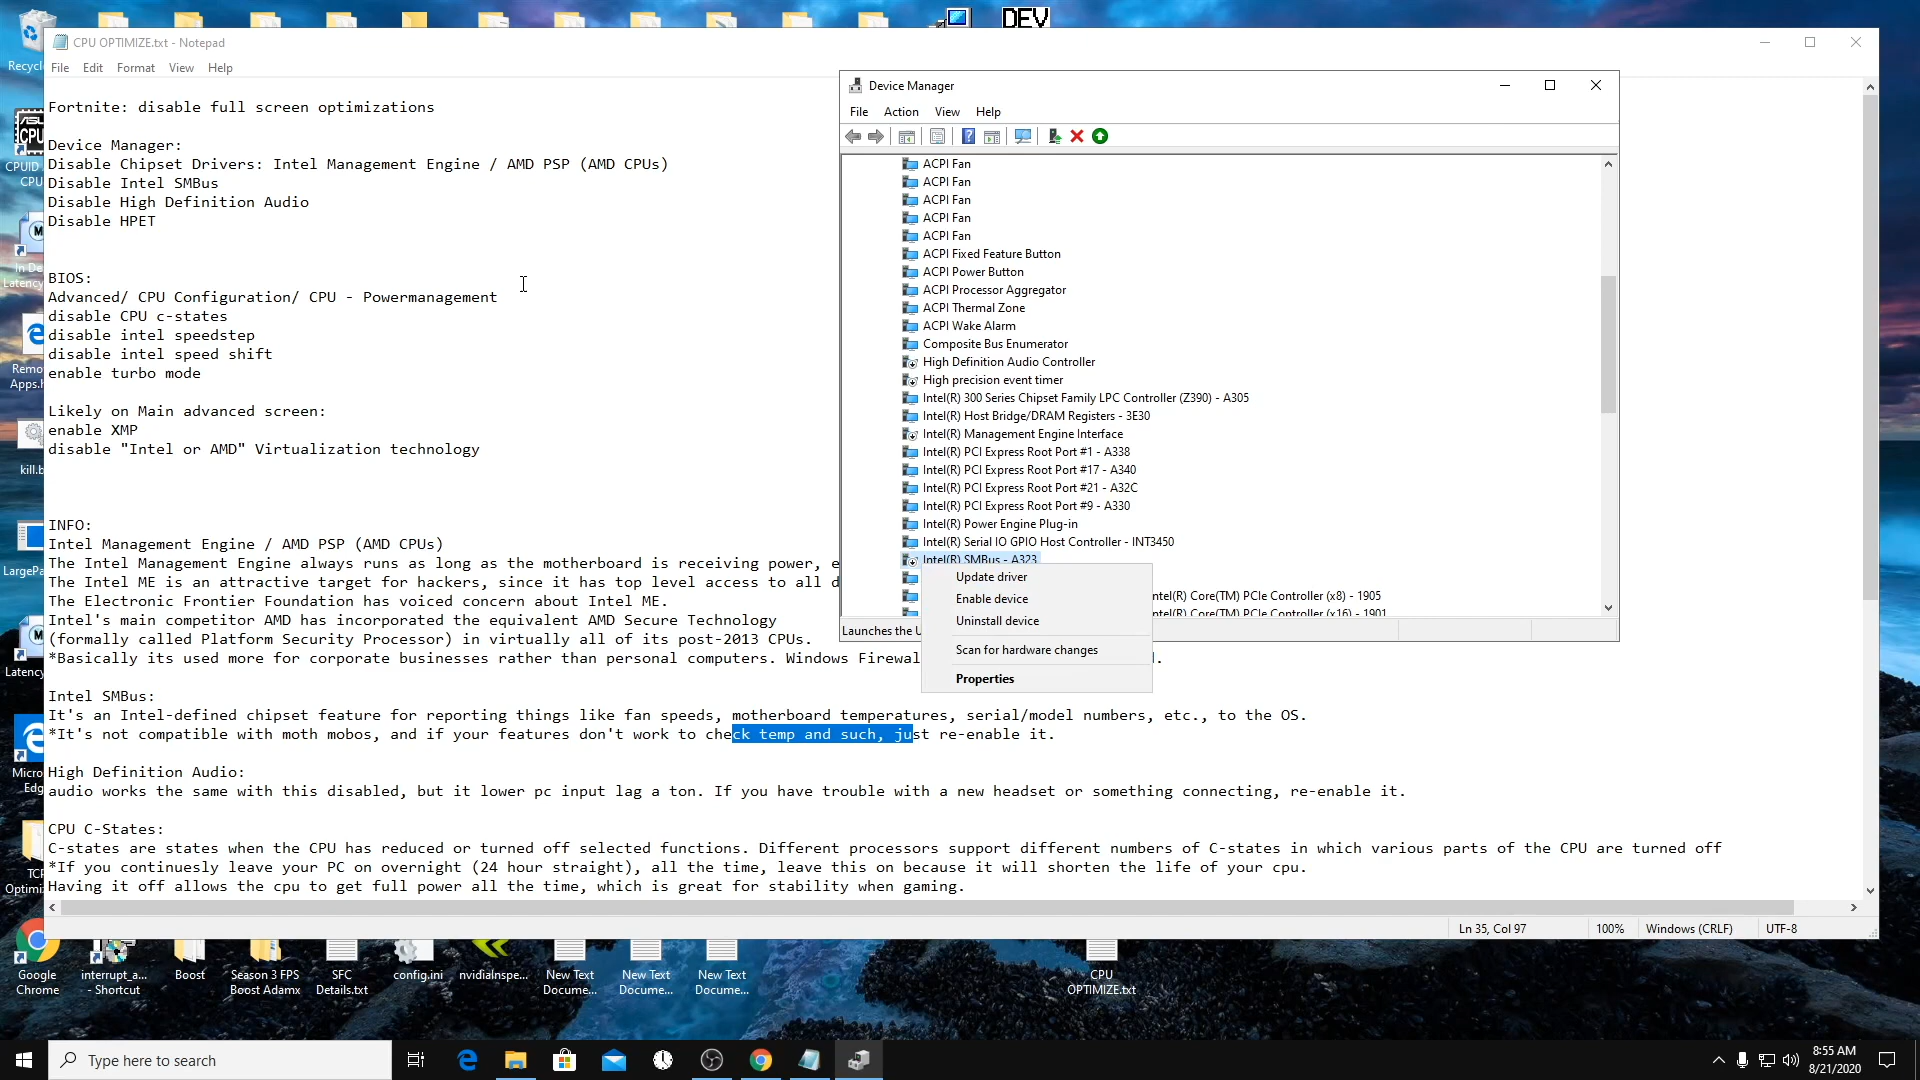 DEV
Recycl
CPU OPTIMIZE.txt - Notepad
File Edit Format View Help
Fortnite: disable full screen optimizations
Device Manager:
Disable Chipset Drivers: Intel Management Engine / AMD PSP (AMD CPUs)
Disable Intel SMBus
Disable High Definition Audio
Disable HPET
BIOS:
Advanced/ CPU Configuration/ CPU - Powermanagement
disable CPU c-states
disable intel speedstep
disable intel speed shift
enable turbo mode
Likely on Main advanced screen:
enable XMP
disable "Intel or AMD" Virtualization technology
INFO:
Intel Management Engine / AMD PSP (AMD CPUs)
The Intel Management Engine always runs as long as the motherboard is receiving power, e
The Intel ME is an attractive target for hackers, since it has top level access to all d
The Electronic Frontier Foundation has voiced concern about Intel ME.
Intel's main competitor AMD has incorporated the equivalent AMD Secure Technology
(formally called Platform Security Processor) in virtually all of its post-2013 CPUs.
*Basically its used more for corporate businesses rather than personal computers. Windows Firewal
Intel SMBus:
It's an Intel-defined chipset feature for reporting things like fan speeds, motherboard temperatures, serial/model numbers, etc., to the OS.
*It's not compatible with moth mobos, and if your features don't work to check temp and such, just re-enable it.
High Definition Audio:
audio works the same with this disabled, but it lower pc input lag a ton. If you have trouble with a new headset or something connecting, re-enable it.
CPU C-States:
C-states are states when the CPU has reduced or turned off selected functions. Different processors support different numbers of C-states in which various parts of the CPU are turned off
*If you continuesly leave your PC on overnight (24 hour straight), all the time, leave this on because it will shorten the life of your cpu.
Having it off allows the cpu to get full power all the time, which is great for stability when gaming.
Ln 35, Col 97 100% Windows (CRLF) UTF-8
Device Manager
File Action View Help
ACPI Fan
ACPI Fan
ACPI Fan
ACPI Fan
ACPI Fan
ACPI Fixed Feature Button
ACPI Power Button
ACPI Processor Aggregator
ACPI Thermal Zone
ACPI Wake Alarm
Composite Bus Enumerator
High Definition Audio Controller
High precision event timer
Intel(R) 300 Series Chipset Family LPC Controller (Z390) - A305
Intel(R) Host Bridge/DRAM Registers - 3E30
Intel(R) Management Engine Interface
Intel(R) PCI Express Root Port #1 - A338
Intel(R) PCI Express Root Port #17 - A340
Intel(R) PCI Express Root Port #21 - A32C
Intel(R) PCI Express Root Port #9 - A330
Intel(R) Power Engine Plug-in
Intel(R) Serial IO GPIO Host Controller - INT3450
Intel(R) SMBus - A323
ntel(R) Core(TM) PCIe Controller (x8) - 1905
ntel(R) Core(TM) PCIe Controller (x16) - 1901
Launches the U
Update driver
Enable device
Uninstall device
Scan for hardware changes
Properties
CPU
CPUID
CPU
In De
Latency
Remo
Apps.h
kill.b
LargePa
Latency
Micro
Edg
TCP
Optimi
Google
Chrome
interrupt_a...
- Shortcut
Boost
Season 3 FPS
Boost Adamx
SFC
Details.txt
config.ini
nvidiaInspe...
New Text
Docume...
New Text
Docume...
New Text
Docume...
CPU
OPTIMIZE.txt
Type here to search
8:55 AM
8/21/2020